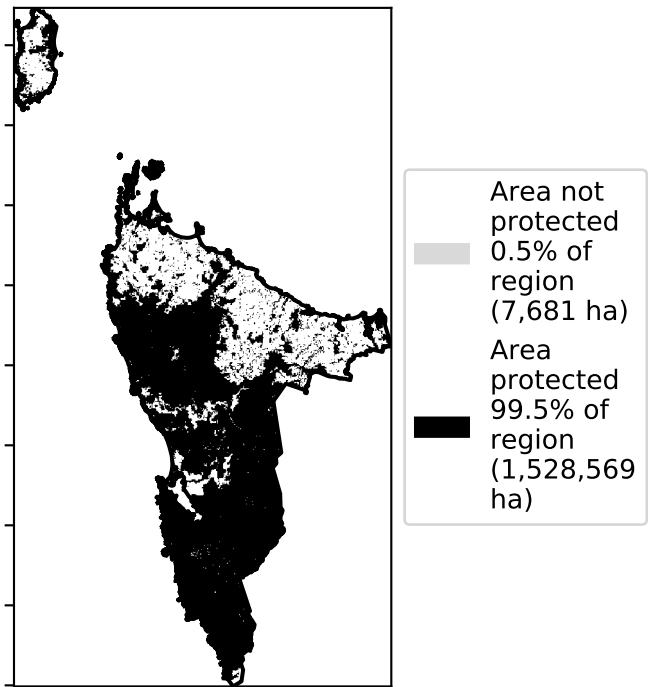 Area not
protected
0.5% of
region
(7,681 ha)
Area
protected
99.5% of
region
(1,528,569
ha)